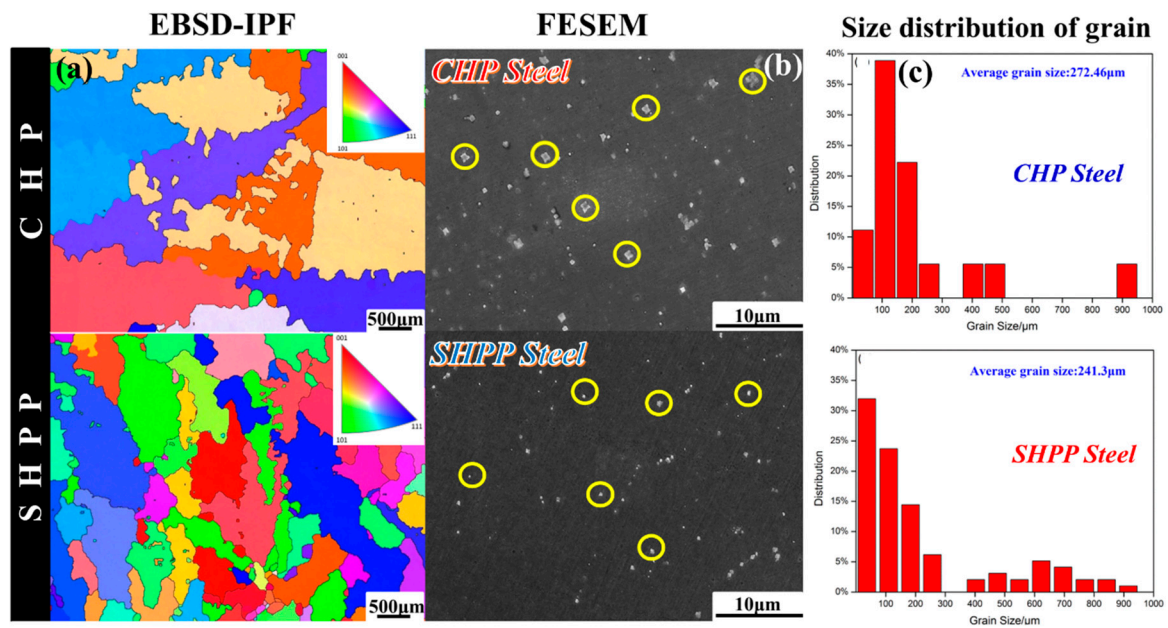 EBSD-IPF
FESEM
Size distribution of grain
CHP
(a)
001
101
111
500μm
CHP Steel
(b)
10μm
(c)
Average grain size:272.46μm
CHP Steel
Distribution
40%
35%
30%
25%
20%
15%
10%
5%
0%
100 200 300 400 500 600 700 800 900 1000
Grain Size/μm
SHPP
001
101
111
500μm
SHPP Steel
10μm
Average grain size:241.3μm
SHPP Steel
Distribution
40%
35%
30%
25%
20%
15%
10%
5%
0%
100 200 300 400 500 600 700 800 900 1000
Grain Size/μm